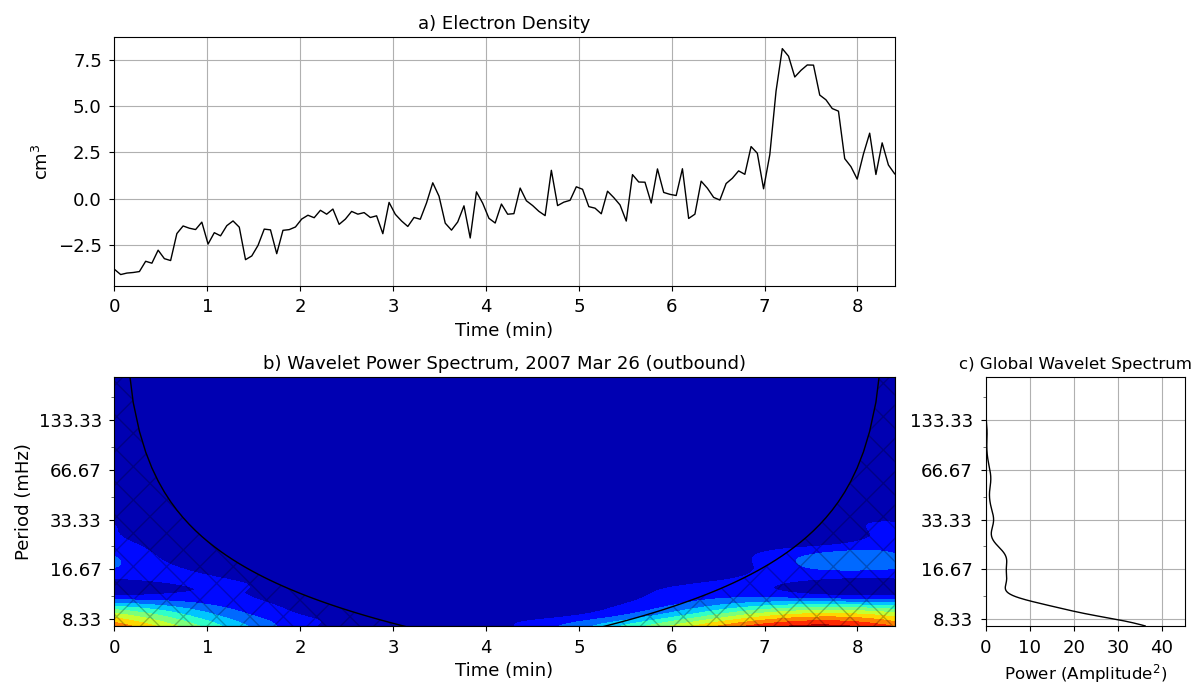 a) Electron Density
7.5
5.0
2.5
0.0
−2.5
cm³
0 1 2 3 4 5 6 7 8
Time (min)
b) Wavelet Power Spectrum, 2007 Mar 26 (outbound)
133.33
66.67
33.33
16.67
8.33
Period (mHz)
0 1 2 3 4 5 6 7 8
Time (min)
c) Global Wavelet Spectrum
133.33
66.67
33.33
16.67
8.33
0 10 20 30 40
Power (Amplitude²)